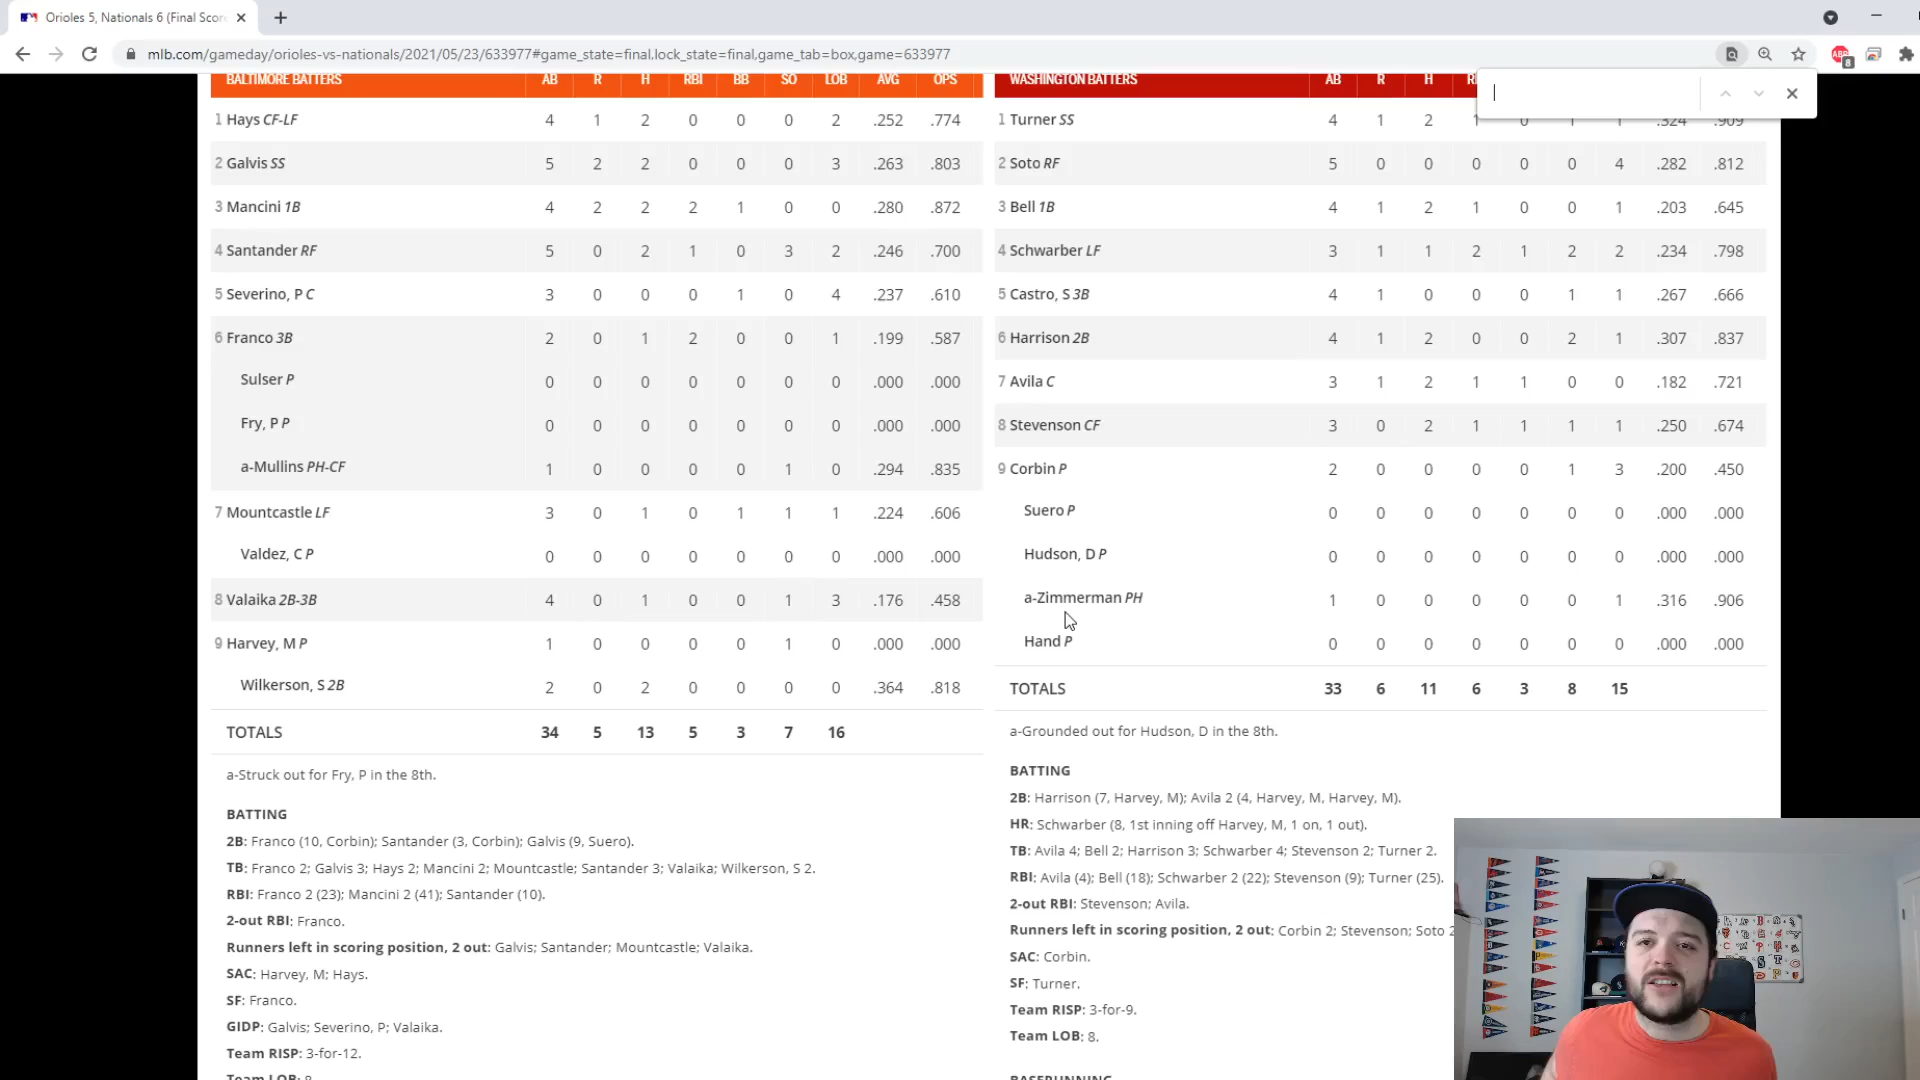 Orioles 5, Nationals 6 (Final Scor
mlb.com/gameday/orioles-vs-nationals/2021/05/23/633977#game_state=final,lock_state=final,game_tab=box,game=633977
ABP
8
BALTIMORE BATTERS AB R H RBI BB SO LOB AVG OPS
1 Hays CF-LF 4 1 2 0 0 0 2 .252 .774
2 Galvis SS 5 2 2 0 0 0 3 .263 .803
3 Mancini 1B 4 2 2 2 1 0 0 .280 .872
4 Santander RF 5 0 2 1 0 3 2 .246 .700
5 Severino, P C 3 0 0 0 1 0 4 .237 .610
6 Franco 3B 2 0 1 2 0 0 1 .199 .587
Sulser P 0 0 0 0 0 0 0 .000 .000
Fry, P P 0 0 0 0 0 0 0 .000 .000
a-Mullins PH-CF 1 0 0 0 0 1 0 .294 .835
7 Mountcastle LF 3 0 1 0 1 1 1 .224 .606
Valdez, C P 0 0 0 0 0 0 0 .000 .000
8 Valaika 2B-3B 4 0 1 0 0 1 3 .176 .458
9 Harvey, M P 1 0 0 0 0 1 0 .000 .000
Wilkerson, S 2B 2 0 2 0 0 0 0 .364 .818
TOTALS 34 5 13 5 3 7 16
a-Struck out for Fry, P in the 8th.
BATTING
2B: Franco (10, Corbin); Santander (3, Corbin); Galvis (9, Suero).
TB: Franco 2; Galvis 3; Hays 2; Mancini 2; Mountcastle; Santander 3; Valaika; Wilkerson, S 2.
RBI: Franco 2 (23); Mancini 2 (41); Santander (10).
2-out RBI: Franco.
Runners left in scoring position, 2 out: Galvis; Santander; Mountcastle; Valaika.
SAC: Harvey, M; Hays.
SF: Franco.
GIDP: Galvis; Severino, P; Valaika.
Team RISP: 3-for-12.
Team LOB: 8.
WASHINGTON BATTERS AB R H R
1 Turner SS 4 1 2 1 0 1 1 .324 .909
2 Soto RF 5 0 0 0 0 0 4 .282 .812
3 Bell 1B 4 1 2 1 0 0 1 .203 .645
4 Schwarber LF 3 1 1 2 1 2 2 .234 .798
5 Castro, S 3B 4 1 0 0 0 1 1 .267 .666
6 Harrison 2B 4 1 2 0 0 2 1 .307 .837
7 Avila C 3 1 2 1 1 0 0 .182 .721
8 Stevenson CF 3 0 2 1 1 1 1 .250 .674
9 Corbin P 2 0 0 0 0 1 3 .200 .450
Suero P 0 0 0 0 0 0 0 .000 .000
Hudson, D P 0 0 0 0 0 0 0 .000 .000
a-Zimmerman PH 1 0 0 0 0 0 1 .316 .906
Hand P 0 0 0 0 0 0 0 .000 .000
TOTALS 33 6 11 6 3 8 15
a-Grounded out for Hudson, D in the 8th.
BATTING
2B: Harrison (7, Harvey, M); Avila 2 (4, Harvey, M, Harvey, M).
HR: Schwarber (8, 1st inning off Harvey, M, 1 on, 1 out).
TB: Avila 4; Bell 2; Harrison 3; Schwarber 4; Stevenson 2; Turner 2.
RBI: Avila (4); Bell (18); Schwarber 2 (22); Stevenson (9); Turner (25).
2-out RBI: Stevenson; Avila.
Runners left in scoring position, 2 out: Corbin 2; Stevenson; Soto 2
SAC: Corbin.
SF: Turner.
Team RISP: 3-for-9.
Team LOB: 8.
BASERUNNING